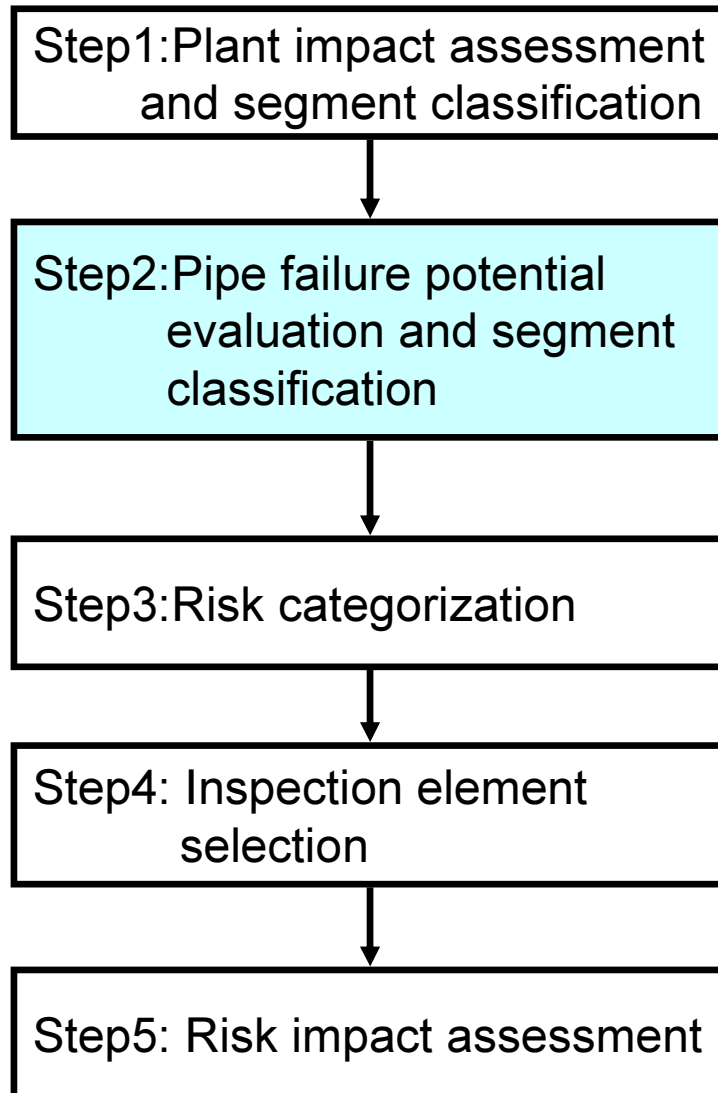 Step1:Plant impact assessment
and segment classification
Step2:Pipe failure potential
evaluation and segment
classification
Step3:Risk categorization
Step4: Inspection element
selection
Step5: Risk impact assessment